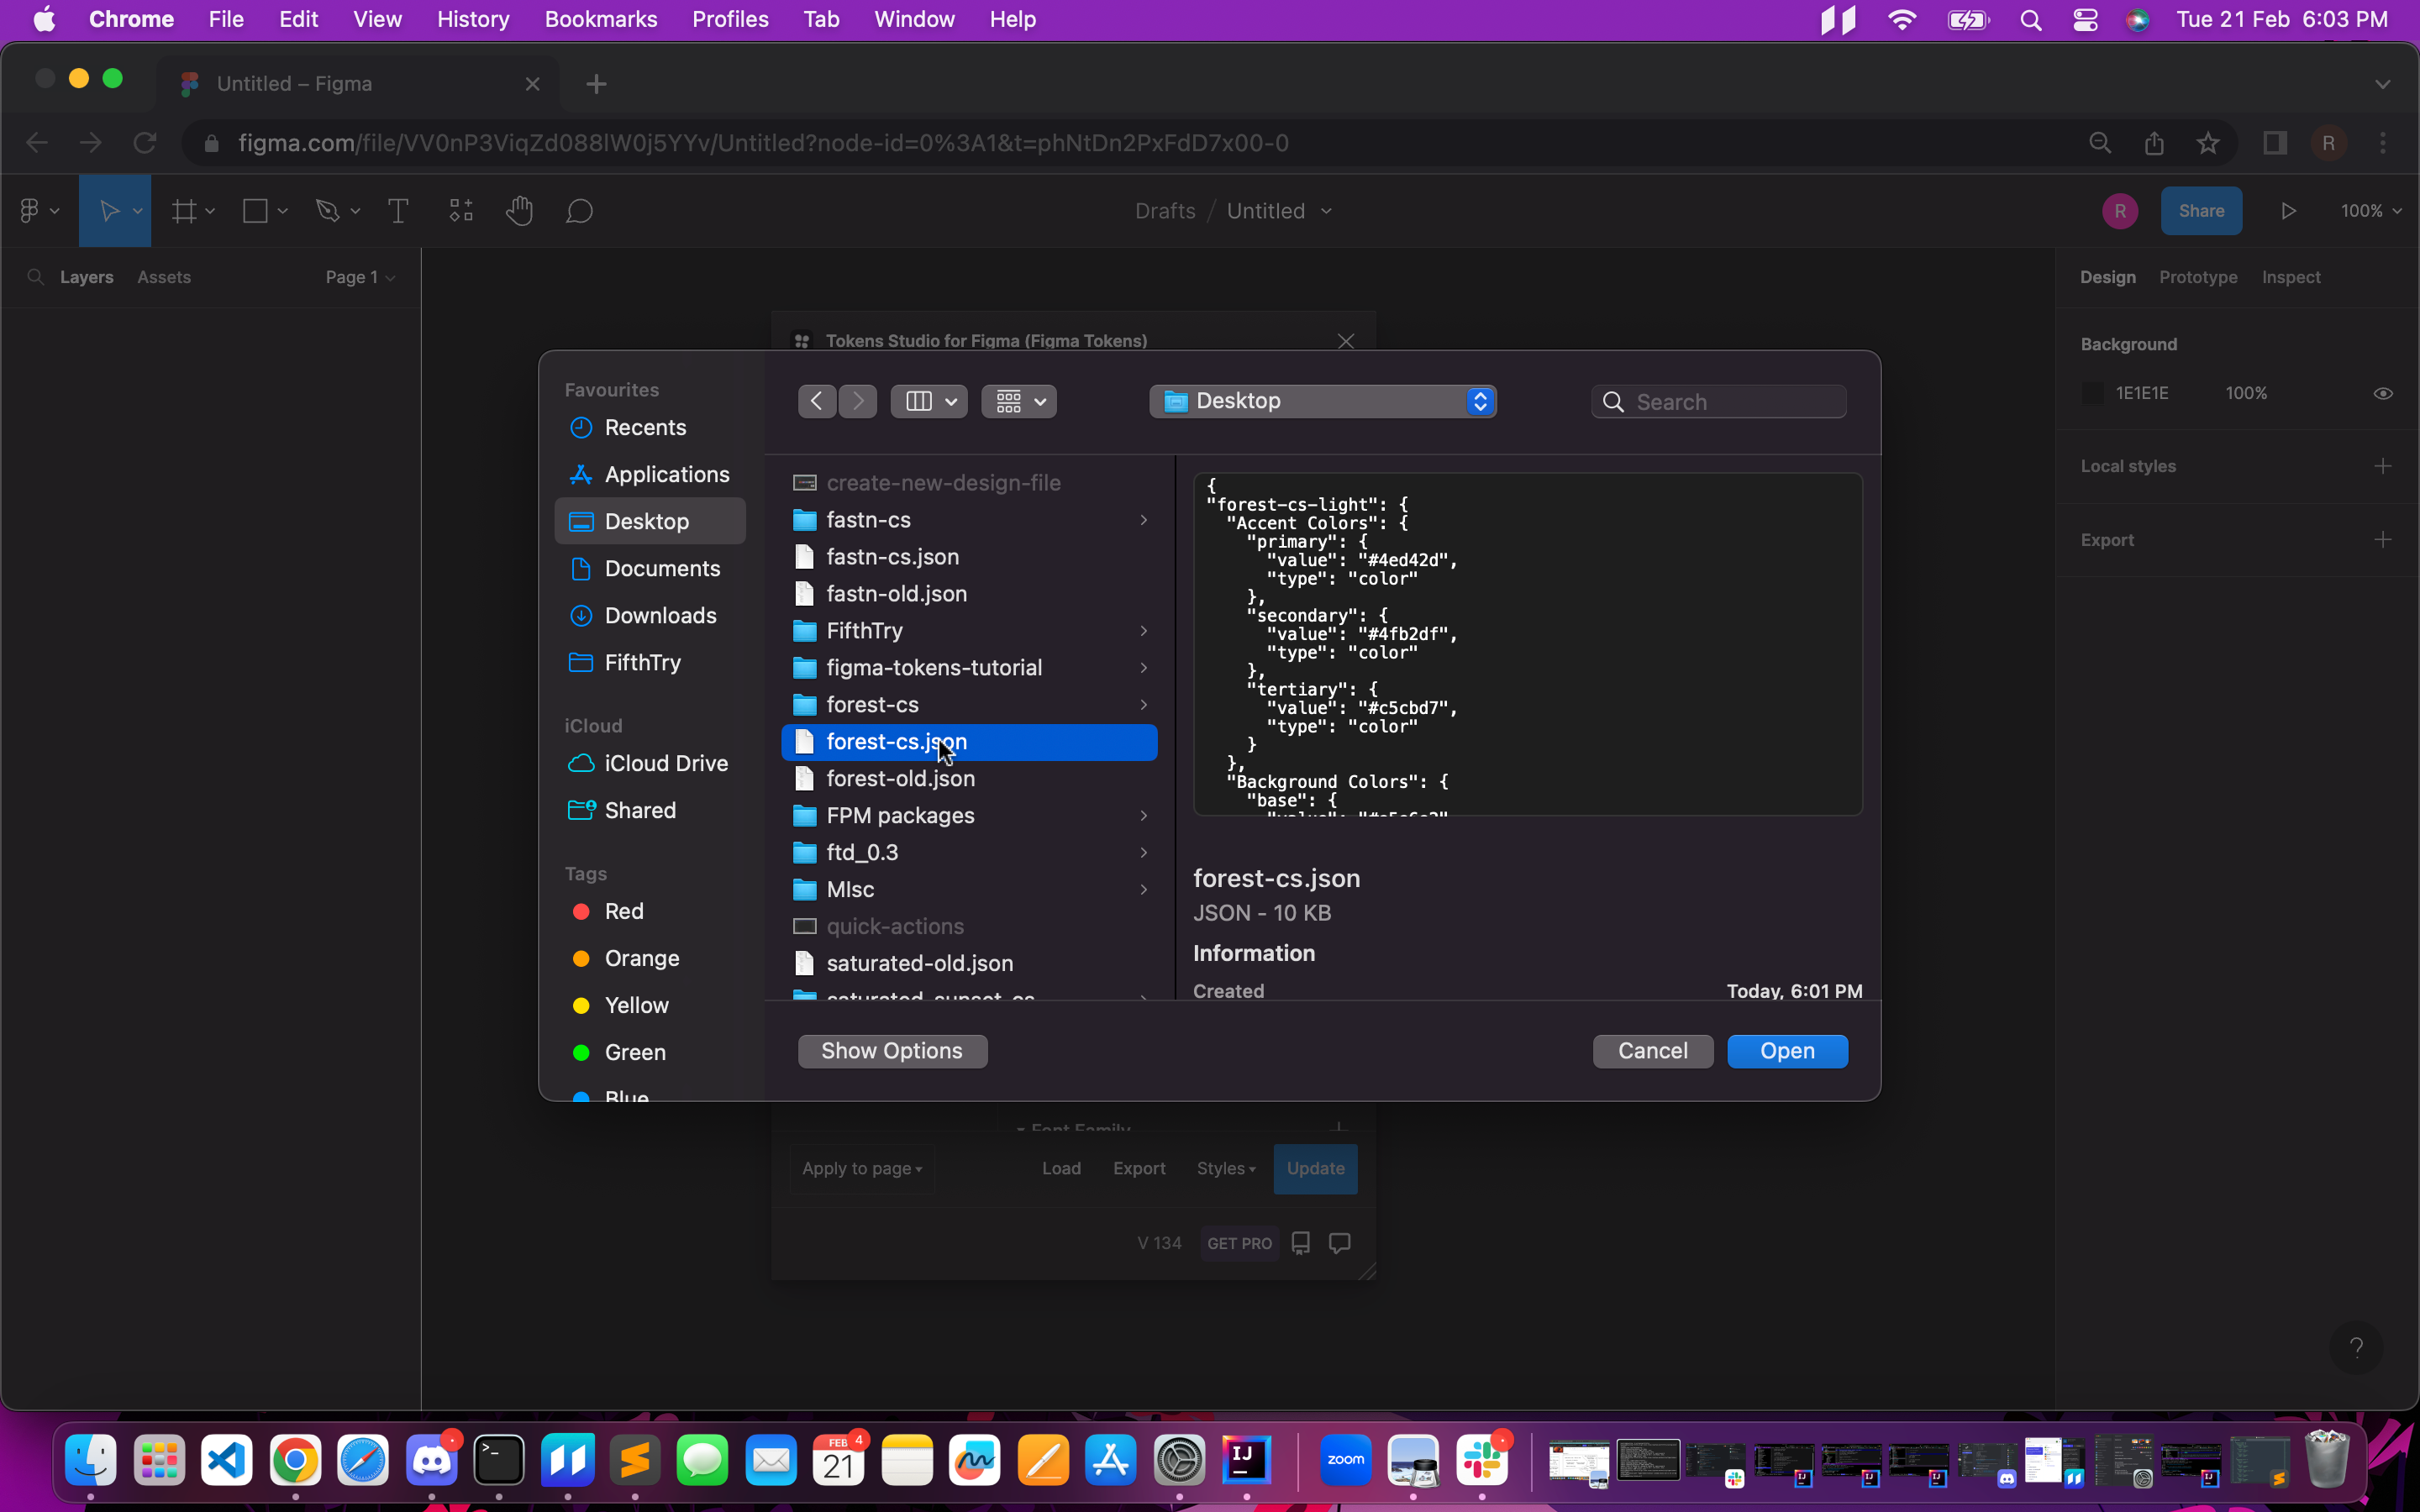 Chrome File Edit View History Bookmarks Profiles Tab Window Help Tue 21 Feb 6:03 PM
Untitled – Figma
figma.com/file/VV0nP3ViqZd088lW0j5YYv/Untitled?node-id=0%3A1&t=phNtDn2PxFdD7x00-0 R
Drafts / Untitled R Share 100%
Layers Assets Page 1 Design Prototype Inspect
Tokens Studio for Figma (Figma Tokens)
Background
1E1E1E 100%
Local styles
Export
Favourites
Recents
Applications
Desktop
Documents
Downloads
FifthTry
iCloud
iCloud Drive
Shared
Tags
Red
Orange
Yellow
Green
Blue
Desktop Search
create-new-design-file
fastn-cs
fastn-cs.json
fastn-old.json
FifthTry
figma-tokens-tutorial
forest-cs
forest-cs.json
forest-old.json
FPM packages
ftd_0.3
MIsc
quick-actions
saturated-old.json
saturated-sunset-cs
{
"forest-cs-light": {
"Accent Colors": {
"primary": {
"value": "#4ed42d",
"type": "color"
},
"secondary": {
"value": "#4fb2df",
"type": "color"
},
"tertiary": {
"value": "#c5cbd7",
"type": "color"
}
},
"Background Colors": {
"base": {
forest-cs.json
JSON - 10 KB
Information
Created Today, 6:01 PM
Show Options Cancel Open
Font Family
Apply to page Load Export Styles Update
V 134 GET PRO
?
FEB 4
21
IJ
zoom